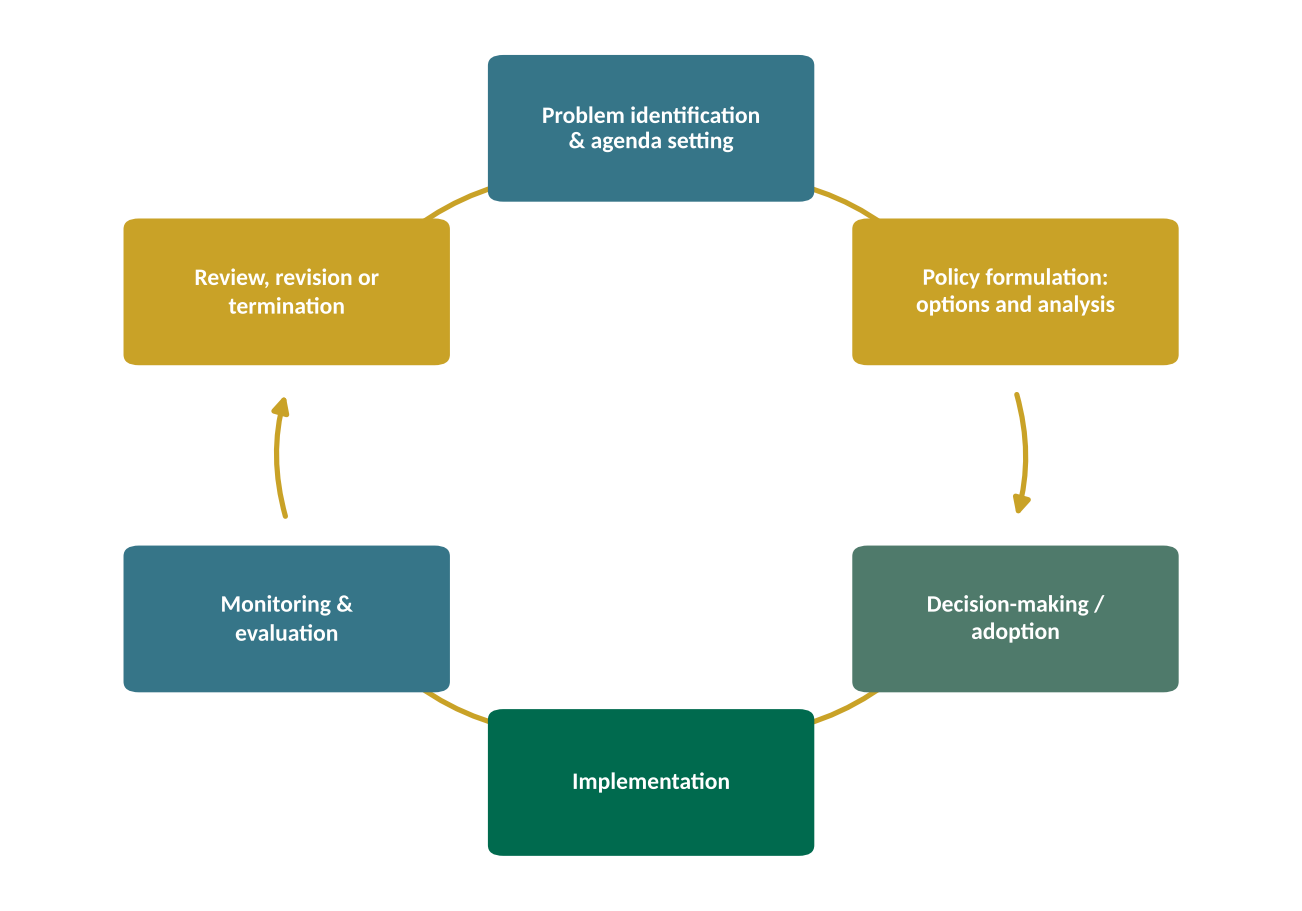 Problem identification
& agenda setting
Policy formulation:
options and analysis
Decision-making /
adoption
Implementation
Monitoring &
evaluation
Review, revision or
termination